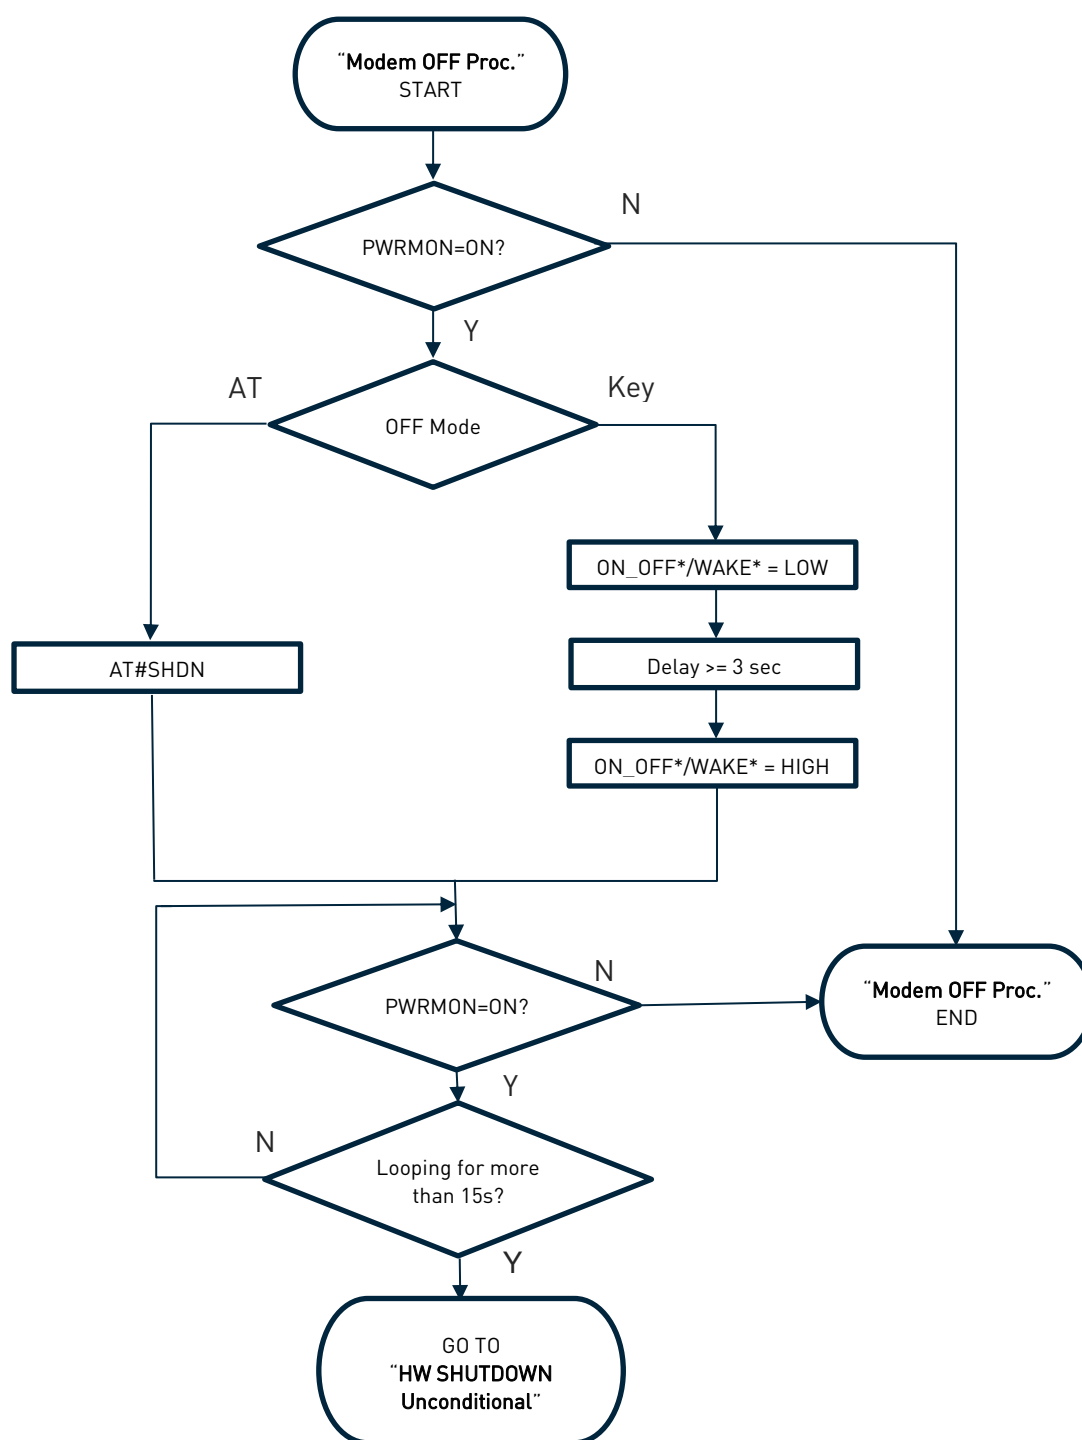 “Modem OFF Proc.”
START
N
PWRMON=ON?
Y
AT
Key
OFF Mode
ON_OFF*/WAKE* = LOW
AT#SHDN
Delay >= 3 sec
ON_OFF*/WAKE* = HIGH
N
PWRMON=ON?
“Modem OFF Proc.”
END
Y
N
Looping for more
than 15s?
Y
GO TO
“HW SHUTDOWN
Unconditional”